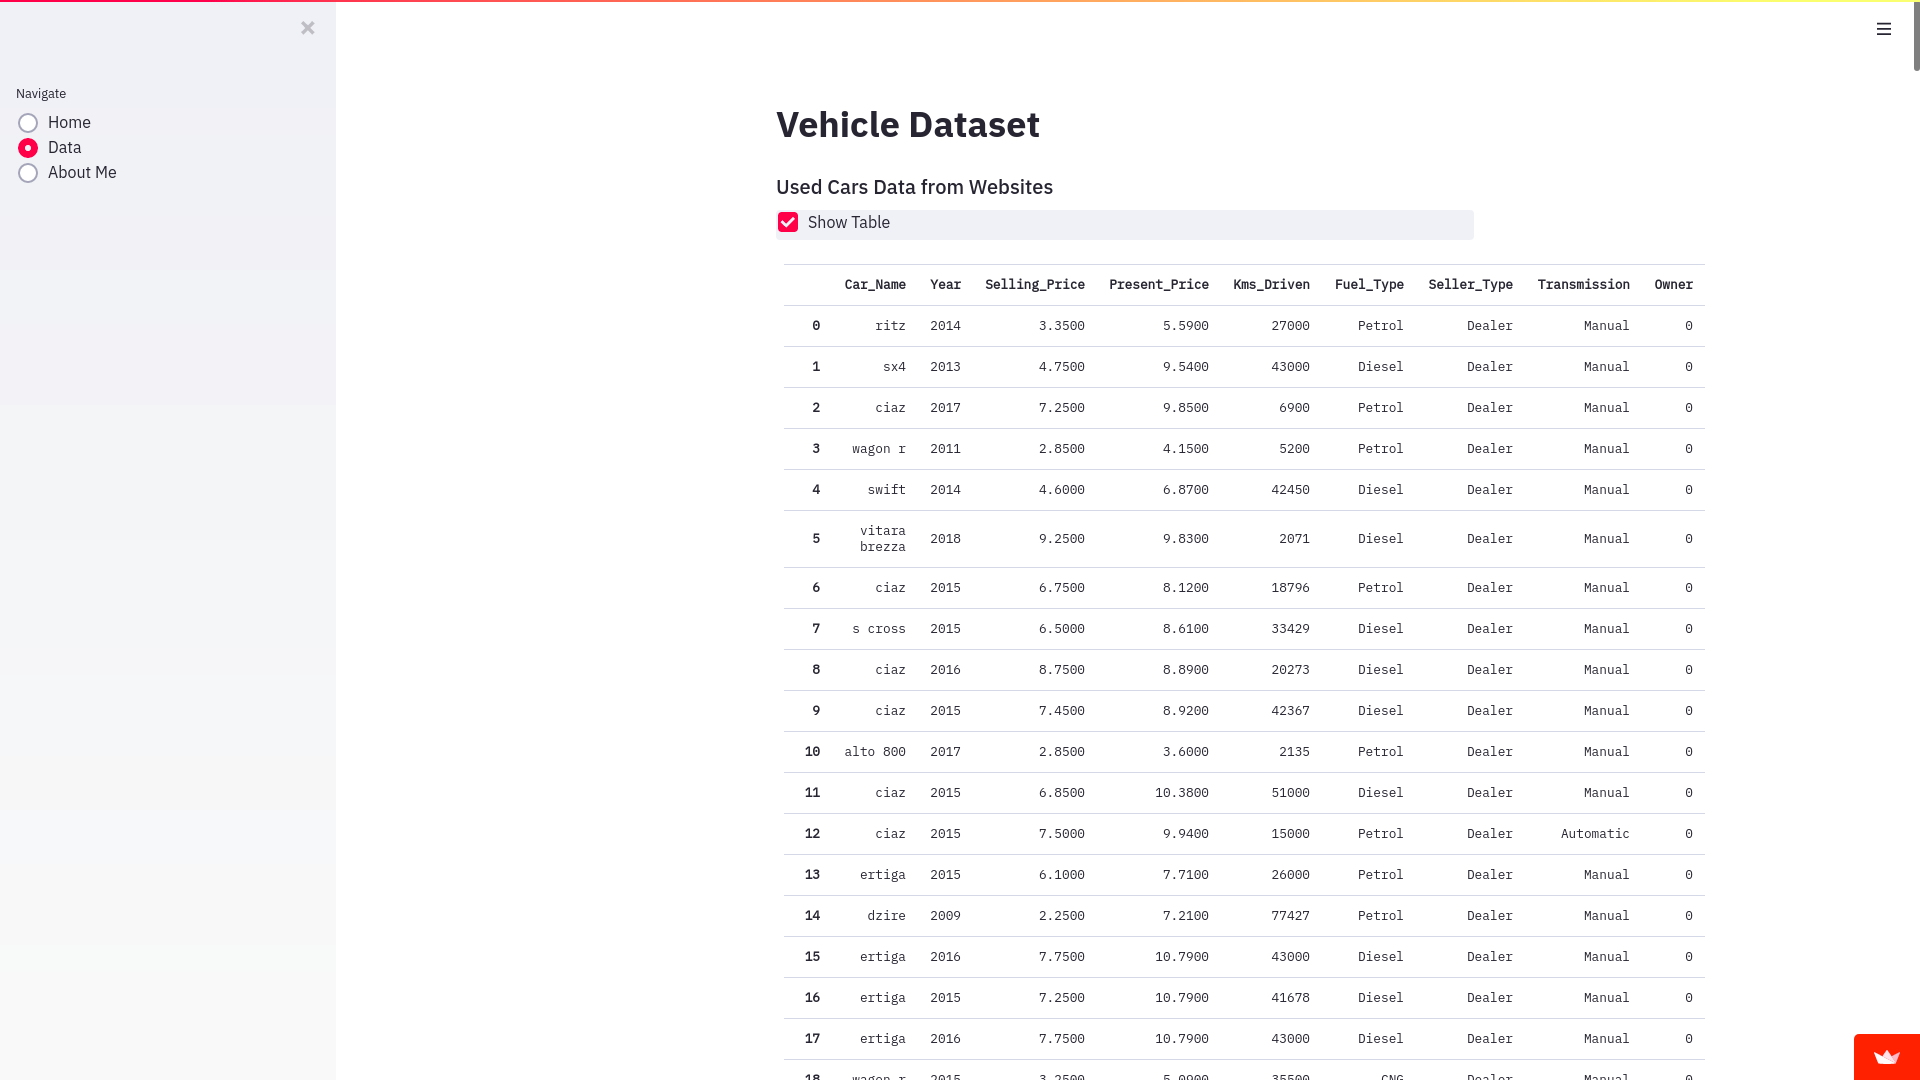 ×
Navigate
Home
Data
About Me
Vehicle Dataset
Used Cars Data from Websites
Show Table
Car_Name Year Selling_Price Present_Price Kms_Driven Fuel_Type Seller_Type Transmission Owner
0 ritz 2014 3.3500 5.5900 27000 Petrol Dealer Manual 0
1 sx4 2013 4.7500 9.5400 43000 Diesel Dealer Manual 0
2 ciaz 2017 7.2500 9.8500 6900 Petrol Dealer Manual 0
3 wagon r 2011 2.8500 4.1500 5200 Petrol Dealer Manual 0
4 swift 2014 4.6000 6.8700 42450 Diesel Dealer Manual 0
5 vitara brezza 2018 9.2500 9.8300 2071 Diesel Dealer Manual 0
6 ciaz 2015 6.7500 8.1200 18796 Petrol Dealer Manual 0
7 s cross 2015 6.5000 8.6100 33429 Diesel Dealer Manual 0
8 ciaz 2016 8.7500 8.8900 20273 Diesel Dealer Manual 0
9 ciaz 2015 7.4500 8.9200 42367 Diesel Dealer Manual 0
10 alto 800 2017 2.8500 3.6000 2135 Petrol Dealer Manual 0
11 ciaz 2015 6.8500 10.3800 51000 Diesel Dealer Manual 0
12 ciaz 2015 7.5000 9.9400 15000 Petrol Dealer Automatic 0
13 ertiga 2015 6.1000 7.7100 26000 Petrol Dealer Manual 0
14 dzire 2009 2.2500 7.2100 77427 Petrol Dealer Manual 0
15 ertiga 2016 7.7500 10.7900 43000 Diesel Dealer Manual 0
16 ertiga 2015 7.2500 10.7900 41678 Diesel Dealer Manual 0
17 ertiga 2016 7.7500 10.7900 43000 Diesel Dealer Manual 0
18 wagon r 2015 3.2500 5.0900 35500 CNG Dealer Manual 0